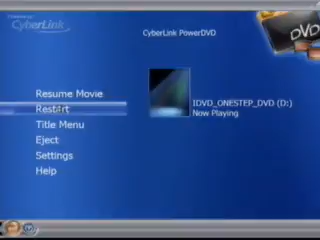 CyberLink
CyberLink PowerDVD
DVD
Resume Movie
Restart
Title Menu
Eject
Settings
Help
IDVD_ONESTEP_DVD (D:)
Now Playing